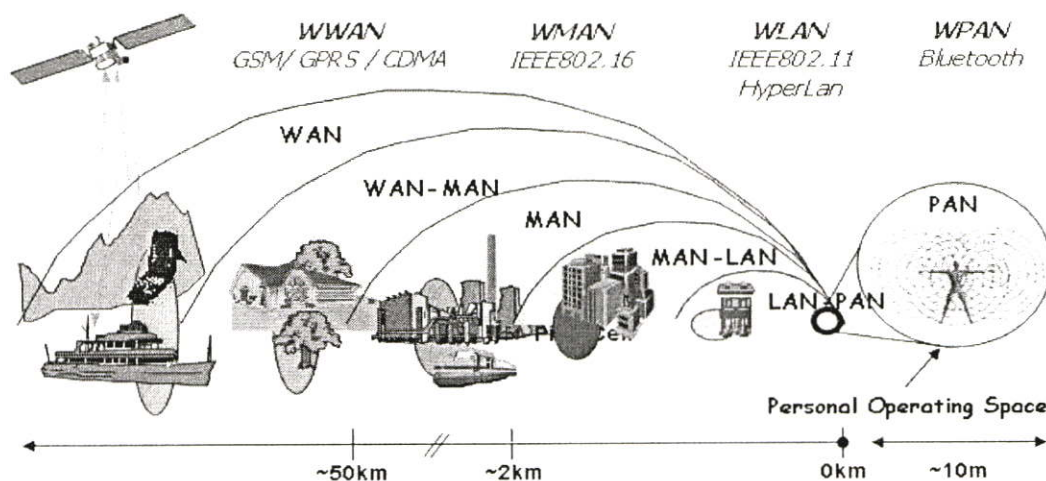 WWAN
GSM/ GPRS / CDMA
WMAN
IEEE802.16
WLAN
IEEE802.11
HyperLan
WPAN
Bluetooth
WAN
WAN-MAN
MAN
MAN-LAN
LAN-PAN
PAN
Personal Operating Space
~50km
~2km
0km
~10m